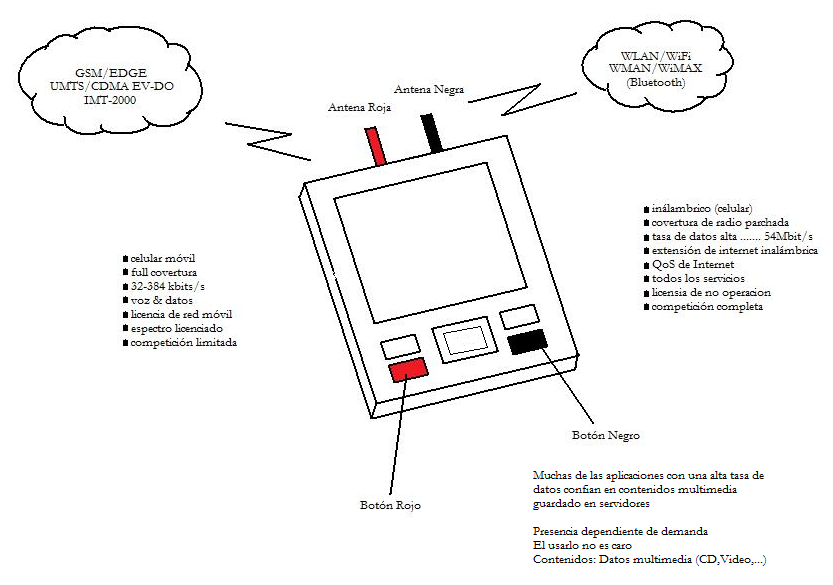 GSM/EDGE
UMTS/CDMA EV-DO
IMT-2000
WLAN/WiFi
WMAN/WiMAX
(Bluetooth)
Antena Roja
Antena Negra
celular móvil
full covertura
32-384 kbits/s
voz & datos
licencia de red móvil
espectro licenciado
competición limitada
inálambrico (celular)
covertura de radio parchada
tasa de datos alta ....... 54Mbit/s
extensión de internet inalámbrica
QoS de Internet
todos los servicios
licensia de no operacion
competición completa
Botón Rojo
Botón Negro
Muchas de las aplicaciones con una alta tasa de
datos confian en contenidos multimedia
guardado en servidores
Presencia dependiente de demanda
El usarlo no es caro
Contenidos: Datos multimedia (CD,Video,...)